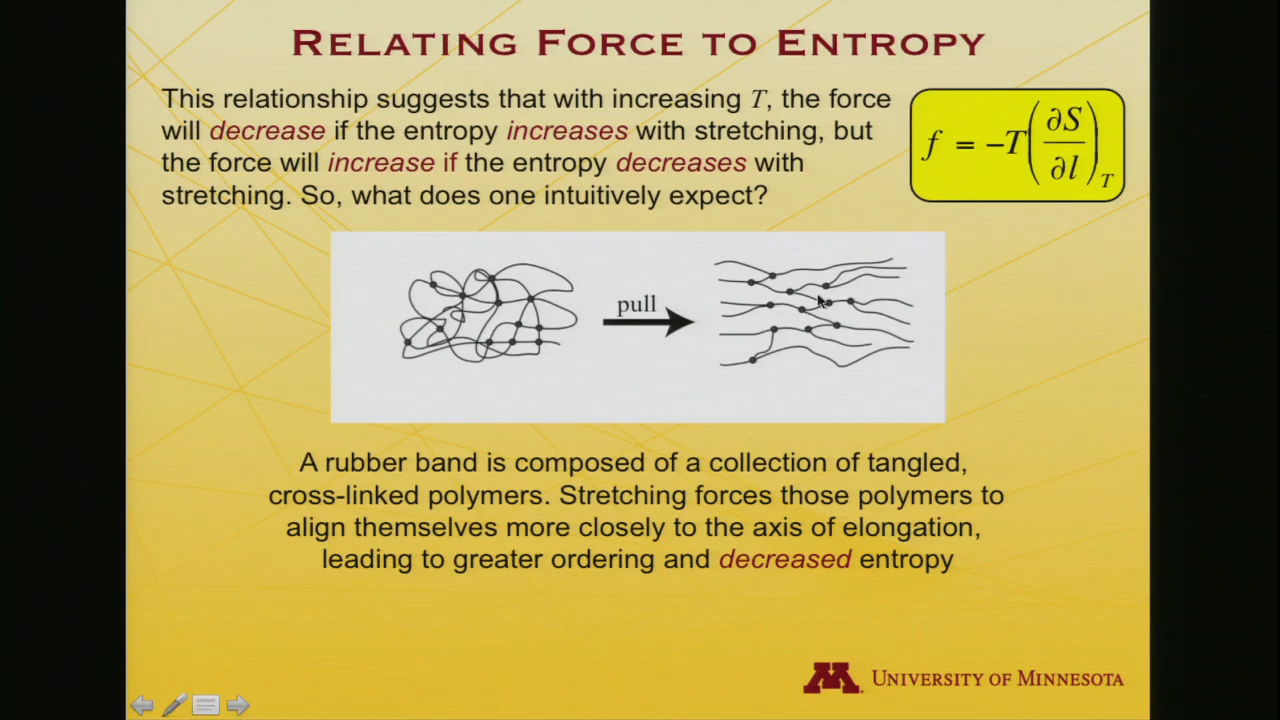 RELATING FORCE TO ENTROPY
This relationship suggests that with increasing T, the force
will decrease if the entropy increases with stretching, but
the force will increase if the entropy decreases with
stretching. So, what does one intuitively expect?
f = −T(∂S/∂l)_T
pull
A rubber band is composed of a collection of tangled,
cross-linked polymers. Stretching forces those polymers to
align themselves more closely to the axis of elongation,
leading to greater ordering and decreased entropy
M
UNIVERSITY OF MINNESOTA